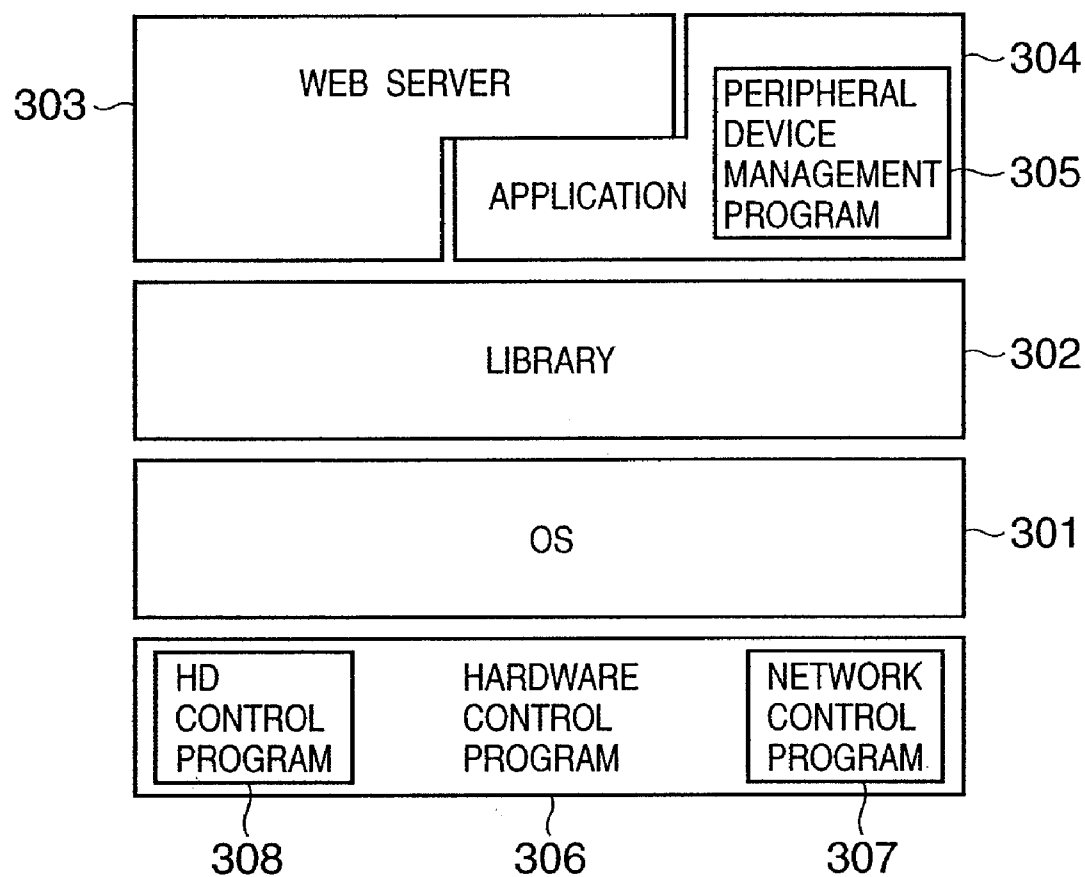 WEB SERVER
303
304
PERIPHERAL
DEVICE
MANAGEMENT
PROGRAM
305
APPLICATION
LIBRARY
302
OS
301
HD
CONTROL
PROGRAM
HARDWARE
CONTROL
PROGRAM
NETWORK
CONTROL
PROGRAM
308
306
307